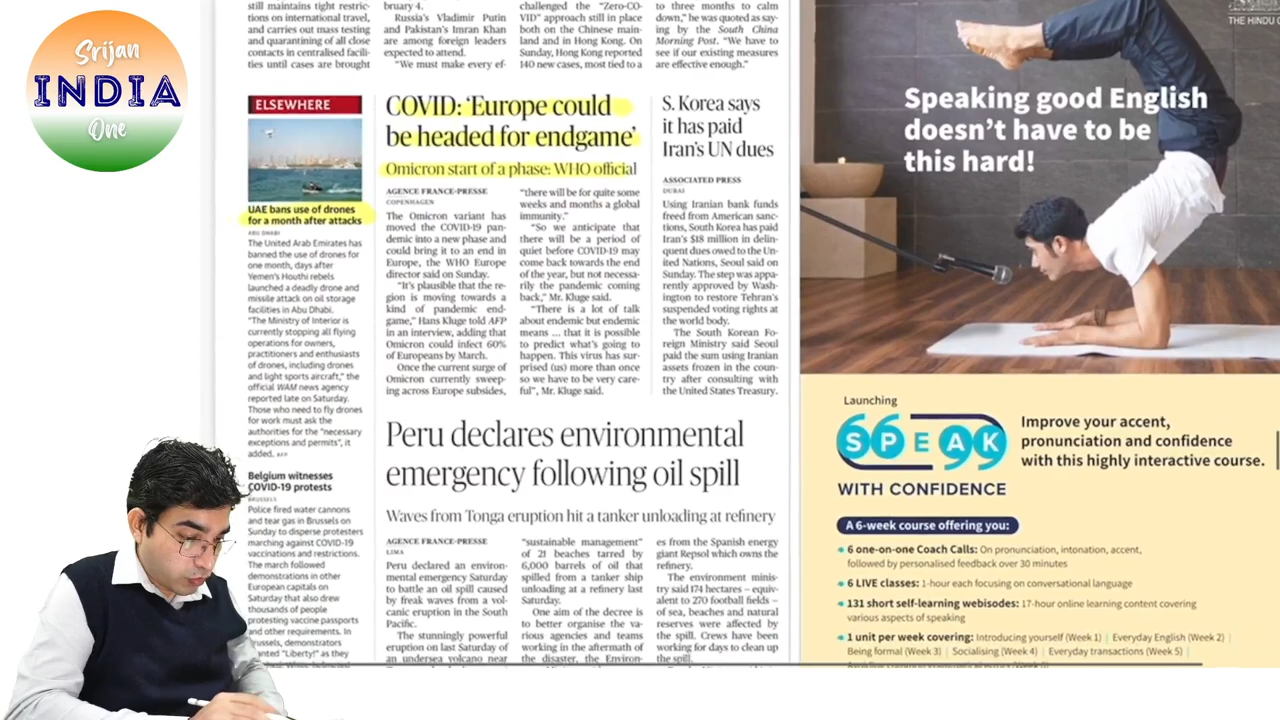 Srijan
INDIA
One
still maintains tight restric-
tions on international travel,
and carries out mass testing
and quarantining of all close
contacts in centralised facili-
ties until cases are brought
bruary 4.
Russia's Vladimir Putin
and Pakistan's Imran Khan
are among foreign leaders
expected to attend.
"We must make every ef-
challenged the "Zero-CO-
VID" approach still in place
both on the Chinese main-
land and in Hong Kong. On
Sunday, Hong Kong reported
140 new cases, most tied to a
to three months to calm
down," he was quoted as say-
ing by the South China
Morning Post. "We have to
see if our existing measures
are effective enough."
ELSEWHERE
UAE bans use of drones
for a month after attacks
ABU DHABI
The United Arab Emirates has
banned the use of drones for
one month, days after
Yemen's Houthi rebels
launched a deadly drone and
missile attack on oil storage
facilities in Abu Dhabi.
"The Ministry of Interior is
currently stopping all flying
operations for owners,
practitioners and enthusiasts
of drones, including drones
and light sports aircraft," the
official WAM news agency
reported late on Saturday.
Those who need to fly drones
for work must ask the
authorities for the "necessary
exceptions and permits", it
added. AFP
Belgium witnesses
COVID-19 protests
BRUSSELS
Police fired water cannons
and tear gas in Brussels on
Sunday to disperse protesters
marching against COVID-19
vaccinations and restrictions.
The march followed
demonstrations in other
European capitals on
Saturday that also drew
thousands of people
protesting vaccine passports
and other requirements. In
demonstrators
"Liberty!" as they
COVID: 'Europe could
be headed for endgame'
Omicron start of a phase: WHO official
AGENCE FRANCE-PRESSE
COPENHAGEN
The Omicron variant has
moved the COVID-19 pan-
demic into a new phase and
could bring it to an end in
Europe, the WHO Europe
director said on Sunday.
"It's plausible that the re-
gion is moving towards a
kind of pandemic end-
game," Hans Kluge told AFP
in an interview, adding that
Omicron could infect 60%
of Europeans by March.
Once the current surge of
Omicron currently sweep-
ing across Europe subsides,
"there will be for quite some
weeks and months a global
immunity."
"So we anticipate that
there will be a period of
quiet before COVID-19 may
come back towards the end
of the year, but not necessa-
rily the pandemic coming
back," Mr. Kluge said.
"There is a lot of talk
about endemic but endemic
means ... that it is possible
to predict what's going to
happen. This virus has sur-
prised (us) more than once
so we have to be very care-
ful", Mr. Kluge said.
S. Korea says
it has paid
Iran's UN dues
ASSOCIATED PRESS
DUBAI
Using Iranian bank funds
freed from American sanc-
tions, South Korea has paid
Iran's $18 million in delin-
quent dues owed to the Un-
ited Nations, Seoul said on
Sunday. The step was appa-
rently approved by Wash-
ington to restore Tehran's
suspended voting rights at
the world body.
The South Korean Fo-
reign Ministry said Seoul
paid the sum using Iranian
assets frozen in the coun-
try after consulting with
the United States Treasury.
Peru declares environmental
emergency following oil spill
Waves from Tonga eruption hit a tanker unloading at refinery
AGENCE FRANCE-PRESSE
LIMA
Peru declared an environ-
mental emergency Saturday
to battle an oil spill caused
by freak waves from a vol-
canic eruption in the South
Pacific.
The stunningly powerful
eruption on last Saturday of
an undersea volcano near
"sustainable management"
of 21 beaches tarred by
6,000 barrels of oil that
spilled from a tanker ship
unloading at a refinery last
Saturday.
One aim of the decree is
to better organise the va-
rious agencies and teams
working in the aftermath of
the disaster, the Environ-
es from the Spanish energy
giant Repsol which owns the
refinery.
The environment minis-
try said 174 hectares – equiv-
alent to 270 football fields –
of sea, beaches and natural
reserves were affected by
the spill. Crews have been
working for days to clean up
the spill.
THE HINDU
Speaking good English
doesn't have to be
this hard!
Launching
SPEAK
WITH CONFIDENCE
Improve your accent,
pronunciation and confidence
with this highly interactive course.
A 6-week course offering you:
6 one-on-one Coach Calls: On pronunciation, intonation, accent,
followed by personalised feedback over 30 minutes
6 LIVE classes: 1-hour each focusing on conversational language
131 short self-learning webisodes: 17-hour online learning content covering
various aspects of speaking
1 unit per week covering: Introducing yourself (Week 1) | Everyday English (Week 2) |
Being formal (Week 3) | Socialising (Week 4) | Everyday transactions (Week 5) |